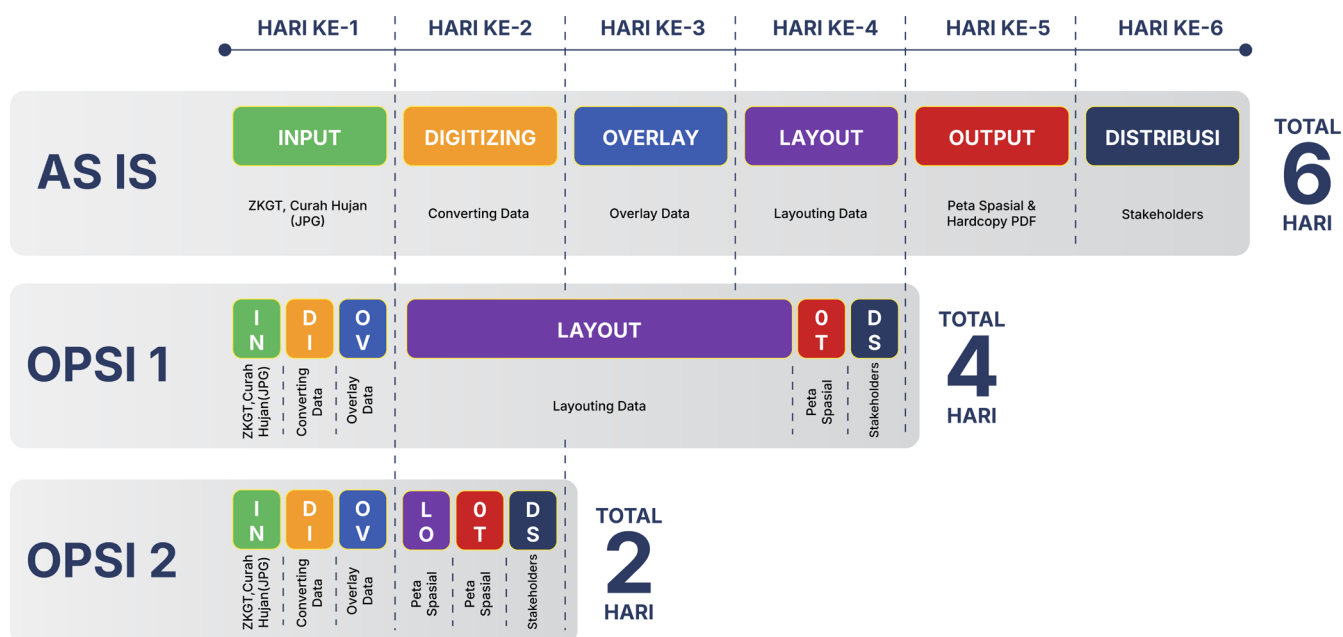 HARI KE-1 HARI KE-2 HARI KE-3 HARI KE-4 HARI KE-5 HARI KE-6
AS IS
INPUT DIGITIZING OVERLAY LAYOUT OUTPUT DISTRIBUSI
ZKGT, Curah Hujan
(JPG)
Converting Data
Overlay Data
Layouting Data
Peta Spasial &
Hardcopy PDF
Stakeholders
TOTAL
6
HARI
OPSI 1
I
N
D
I
O
V
LAYOUT
0
T
D
S
ZKGT,Curah
Hujan(JPG)
Converting
Data
Overlay
Data
Layouting Data
Peta
Spasial
Stakeholders
TOTAL
4
HARI
OPSI 2
I
N
D
I
O
V
L
O
0
T
D
S
ZKGT,Curah
Hujan(JPG)
Converting
Data
Overlay
Data
Peta
Spasial
Peta
Spasial
Stakeholders
TOTAL
2
HARI